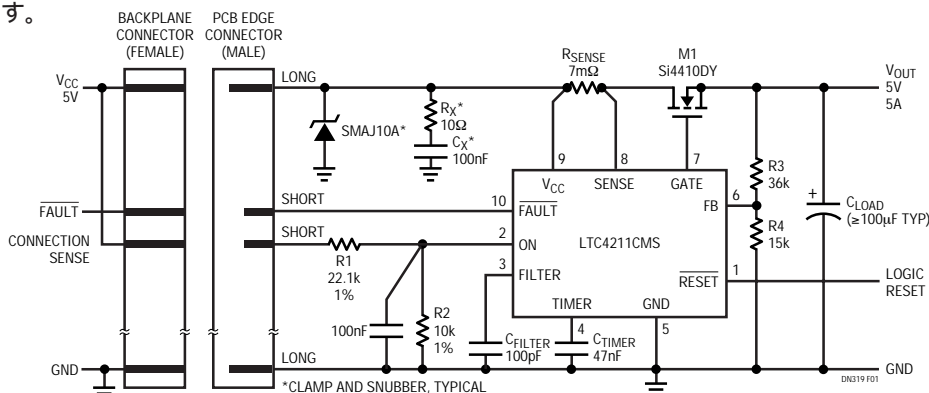 す。
BACKPLANE
CONNECTOR
(FEMALE)
PCB EDGE
CONNECTOR
(MALE)
VCC
5V
LONG
SMAJ10A*
RX*
10Ω
CX*
100nF
RSENSE
7mΩ
M1
Si4410DY
VOUT
5V
5A
9
8
7
VCC
SENSE
GATE
R3
36k
FAULT
SHORT
10
FAULT
FB
6
+
CLOAD
(≥100µF TYP)
CONNECTION
SENSE
SHORT
R1
22.1k
1%
2
ON
LTC4211CMS
R4
15k
3
FILTER
RESET
1
LOGIC
RESET
TIMER
GND
100nF
R2
10k
1%
CFILTER
100pF
4
CTIMER
47nF
5
GND
LONG
GND
DN319 F01
*CLAMP AND SNUBBER, TYPICAL